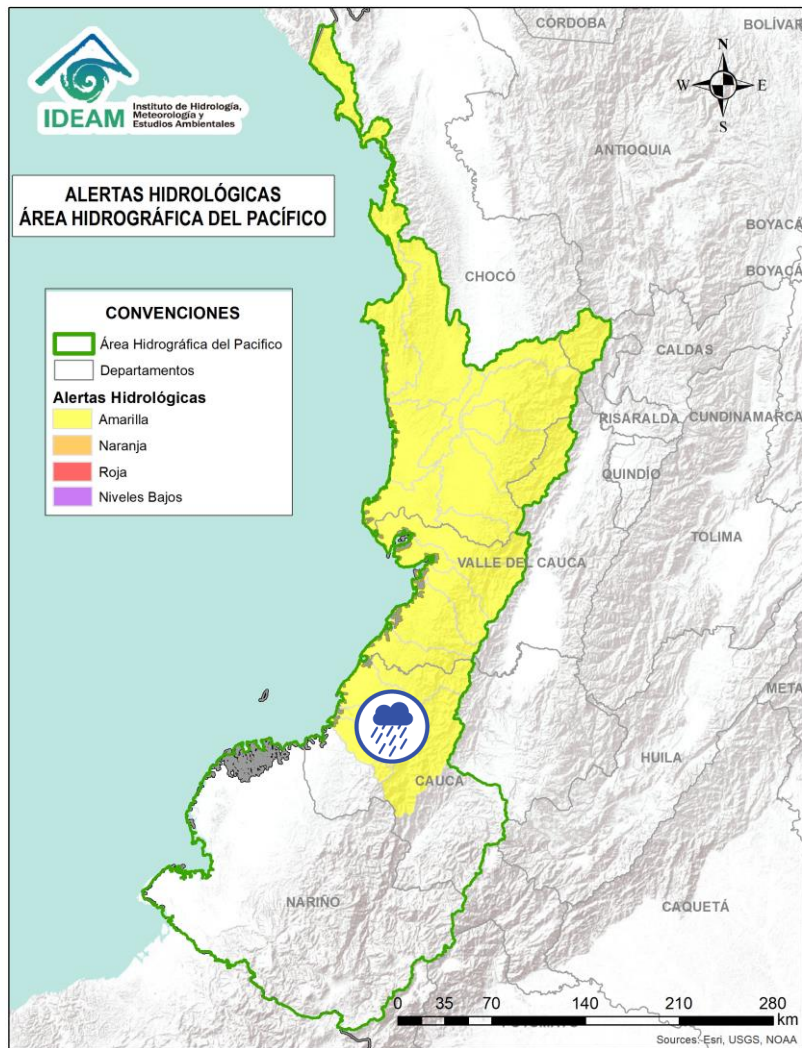 CÓRDOBA
BOLÍVAR
N
W
E
S
IDEAM
Instituto de Hidrología,
Meteorología y
Estudios Ambientales
ANTIOQUIA
ALERTAS HIDROLÓGICAS
ÁREA HIDROGRÁFICA DEL PACÍFICO
BOYACÁ
BOYACÁ
CHOCÓ
CONVENCIONES
Área Hidrográfica del Pacifico
Departamentos
Alertas Hidrológicas
Amarilla
Naranja
Roja
Niveles Bajos
CALDAS
RISARALDA
CUNDINAMARCA
QUINDÍO
TOLIMA
VALLE DEL CAUCA
META
HUILA
CAUCA
NARIÑO
CAQUETÁ
0 35 70 140 210 280
km
Sources: Esri, USGS, NOAA